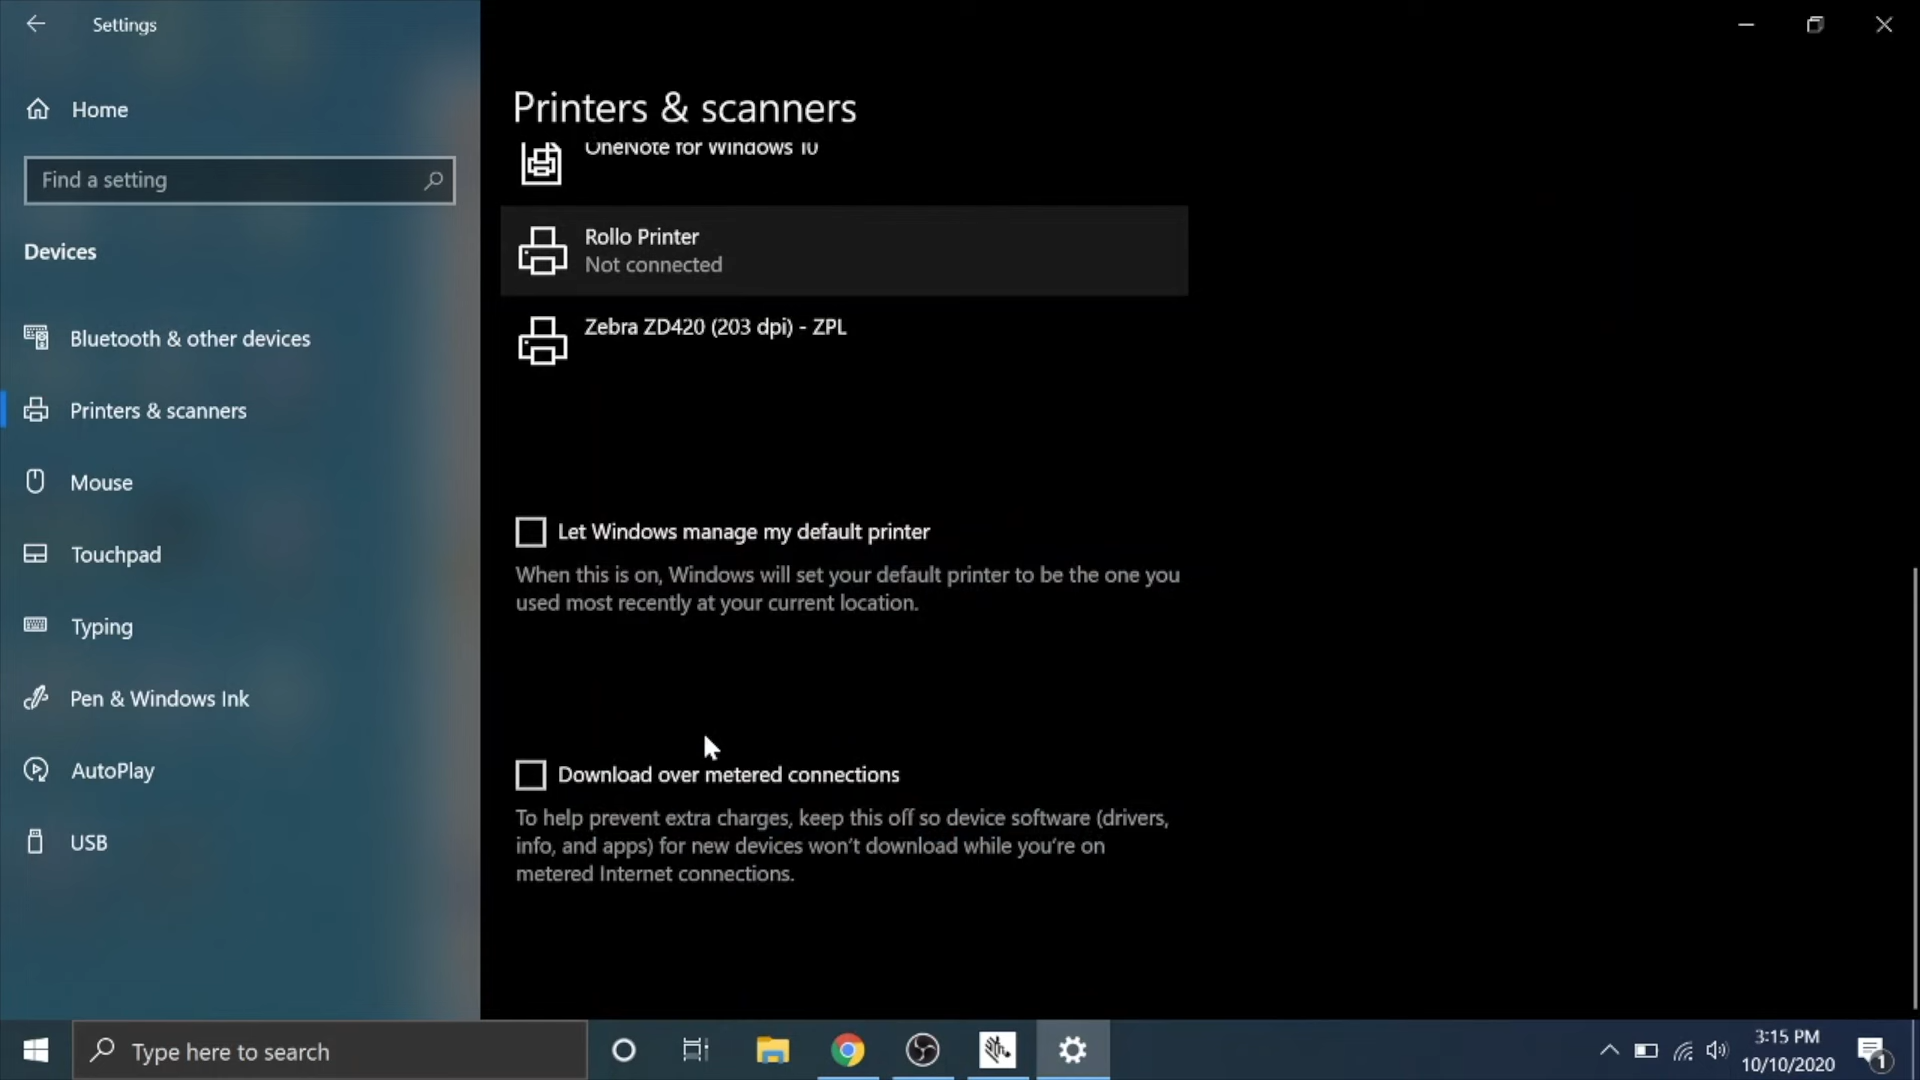 Settings
Home
Find a setting
Devices
Bluetooth & other devices
Printers & scanners
Mouse
Touchpad
Typing
Pen & Windows Ink
AutoPlay
USB
Printers & scanners
OneNote for Windows 10
Rollo Printer
Not connected
Zebra ZD420 (203 dpi) - ZPL
Let Windows manage my default printer
When this is on, Windows will set your default printer to be the one you
used most recently at your current location.
Download over metered connections
To help prevent extra charges, keep this off so device software (drivers,
info, and apps) for new devices won't download while you're on
metered Internet connections.
Type here to search
3:15 PM
10/10/2020
1